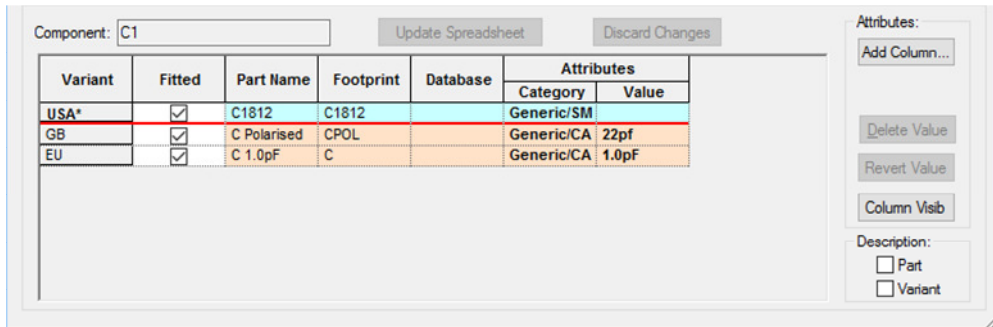 Component: C1 Update Spreadsheet Discard Changes Attributes:
Add Column...
Variant Fitted Part Name Footprint Database Attributes
Category Value
USA* C1812 C1812 Generic/SM
GB C Polarised CPOL Generic/CA 22pf
EU C 1.0pF C Generic/CA 1.0pF
Delete Value
Revert Value
Column Visib
Description:
Part
Variant